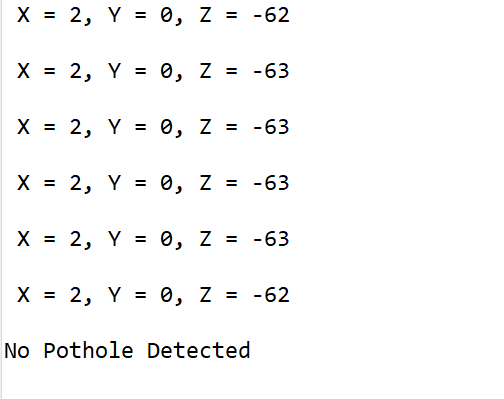 X = 2, Y = 0, Z = -62
X = 2, Y = 0, Z = -63
X = 2, Y = 0, Z = -63
X = 2, Y = 0, Z = -63
X = 2, Y = 0, Z = -63
X = 2, Y = 0, Z = -62
No Pothole Detected